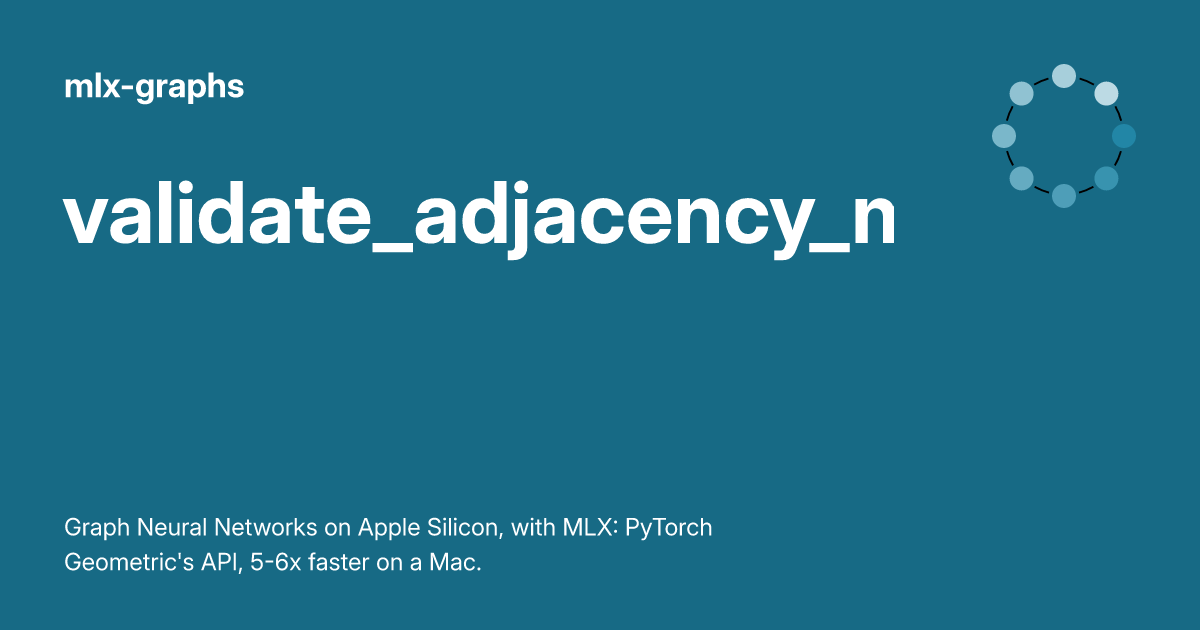 mlx-graphs
validate_adjacency_n
Graph Neural Networks on Apple Silicon, with MLX: PyTorch
Geometric's API, 5-6x faster on a Mac.